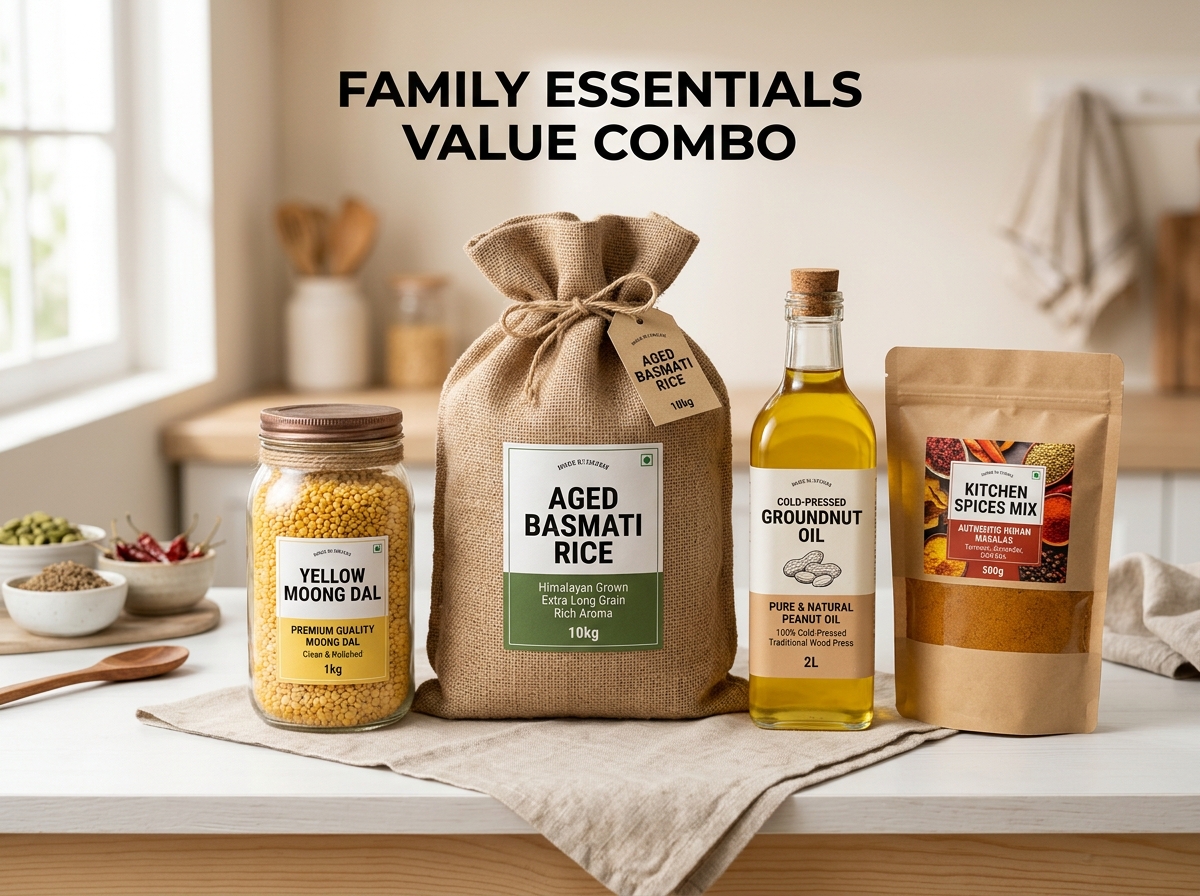 FAMILY ESSENTIALS
VALUE COMBO
YELLOW
MOONG DAL
PREMIUM QUALITY
MOONG DAL
Clean &
1kg
AGED
BASMATI
RICE
AGED
BASMATI
RICE
Himalayan Grown
Extra Long Grain
Rich Aroma
10kg
COLD-PRESSED
GROUNDNUT
OIL
PURE & NATURAL
PEANUT OIL
100% Cold-Pressed
Traditional Wood Press
2L
KITCHEN
SPICES MIX
MASALAS
500g